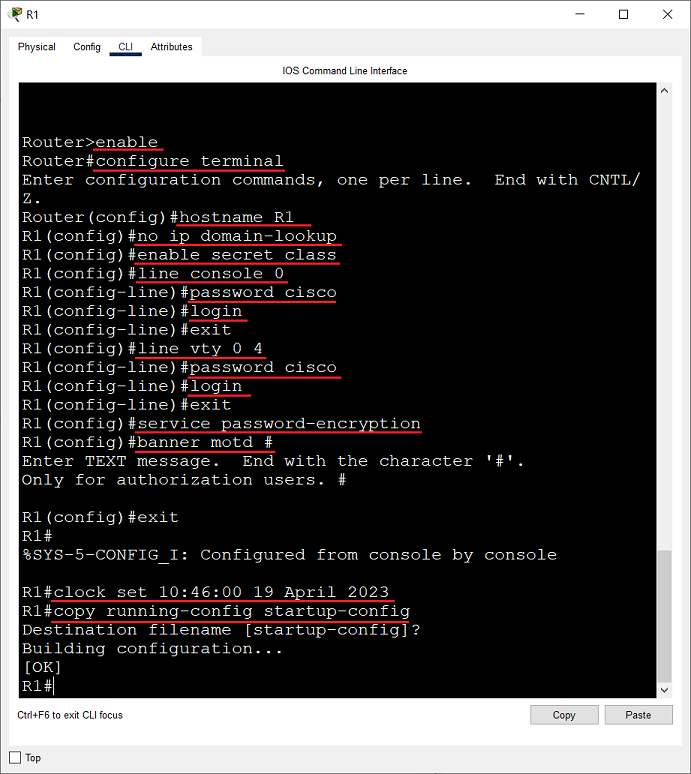 R1
Physical Config CLI Attributes
IOS Command Line Interface
Router>enable
Router#configure terminal
Enter configuration commands, one per line.  End with CNTL/
Z.
Router(config)#hostname R1
R1(config)#no ip domain-lookup
R1(config)#enable secret class
R1(config)#line console 0
R1(config-line)#password cisco
R1(config-line)#login
R1(config-line)#exit
R1(config)#line vty 0 4
R1(config-line)#password cisco
R1(config-line)#login
R1(config-line)#exit
R1(config)#service password-encryption
R1(config)#banner motd #
Enter TEXT message.  End with the character '#'.
Only for authorization users. #
R1(config)#exit
R1#
%SYS-5-CONFIG_I: Configured from console by console
R1#clock set 10:46:00 19 April 2023
R1#copy running-config startup-config
Destination filename [startup-config]?
Building configuration...
[OK]
R1#
Ctrl+F6 to exit CLI focus
Copy Paste
Top